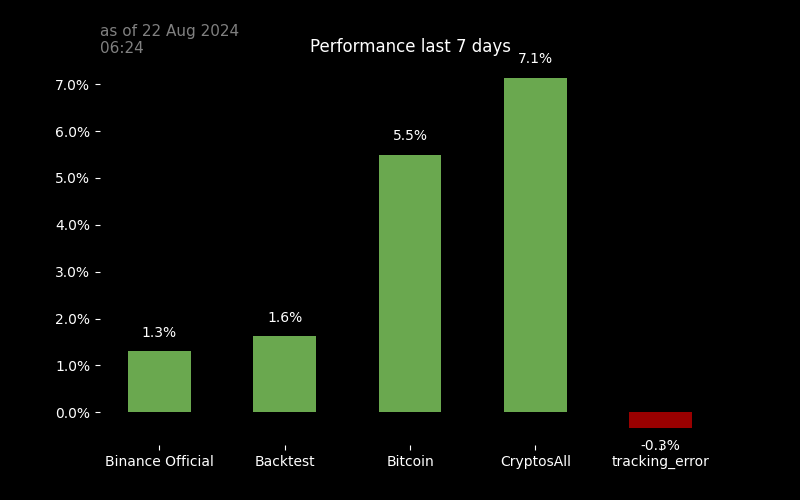 as of 22 Aug 2024
06:24
Performance last 7 days
7.1%
7.0%
6.0%
5.5%
5.0%
4.0%
3.0%
2.0%
1.6%
1.3%
1.0%
0.0%
-0.3%
Binance Official
Backtest
Bitcoin
CryptosAll
tracking_error